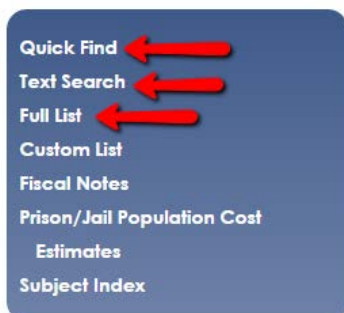 Quick Find
Text Search
Full List
Custom List
Fiscal Notes
Prison/Jail Population Cost
Estimates
Subject Index